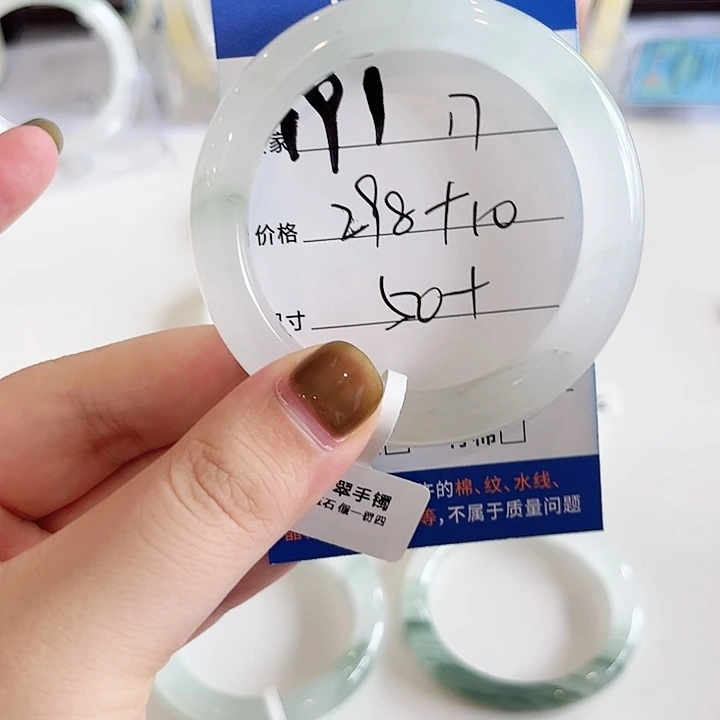 191 17
价格 298+10
寸 50+
的棉、纹、水线、
等,不属于质量问题
翠手镯